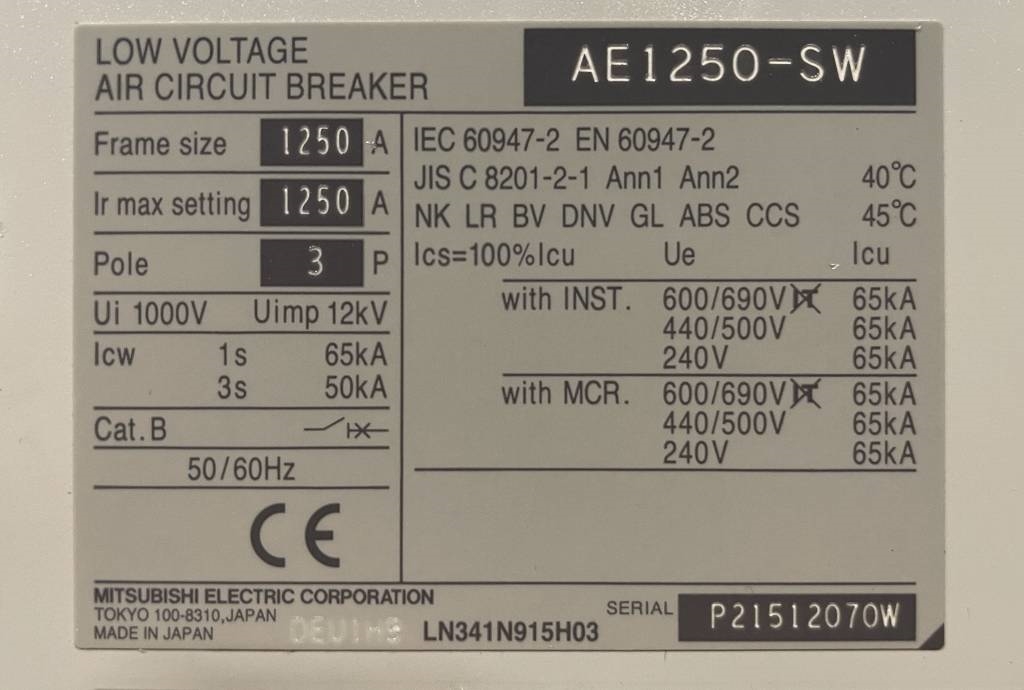 LOW VOLTAGE
AIR CIRCUIT BREAKER
AE1250-SW
Frame size 1250 A
Ir max setting 1250 A
Pole 3 P
Ui 1000V Uimp 12kV
Icw 1s 65kA
3s 50kA
Cat.B
50/60Hz
CE
IEC 60947-2 EN 60947-2
JIS C 8201-2-1 Ann1 Ann2 40℃
NK LR BV DNV GL ABS CCS 45℃
Ics=100%Icu Ue Icu
with INST. 600/690V IT 65kA
440/500V 65kA
240V 65kA
with MCR. 600/690V IT 65kA
440/500V 65kA
240V 65kA
MITSUBISHI ELECTRIC CORPORATION
TOKYO 100-8310,JAPAN
MADE IN JAPAN
LN341N915H03
SERIAL P21512070W